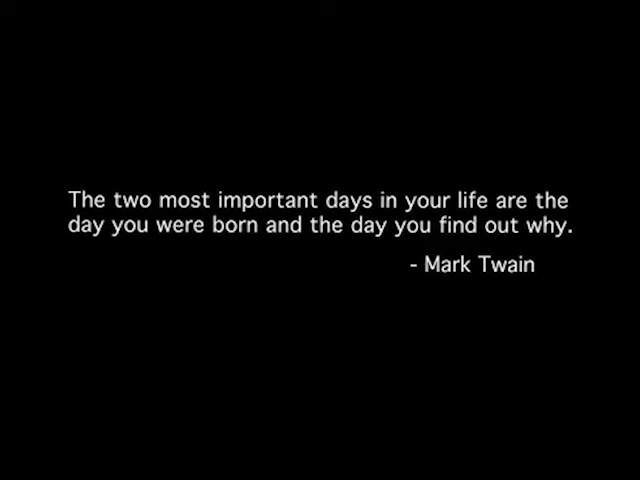 The two most important days in your life are the
day you were born and the day you find out why.
- Mark Twain